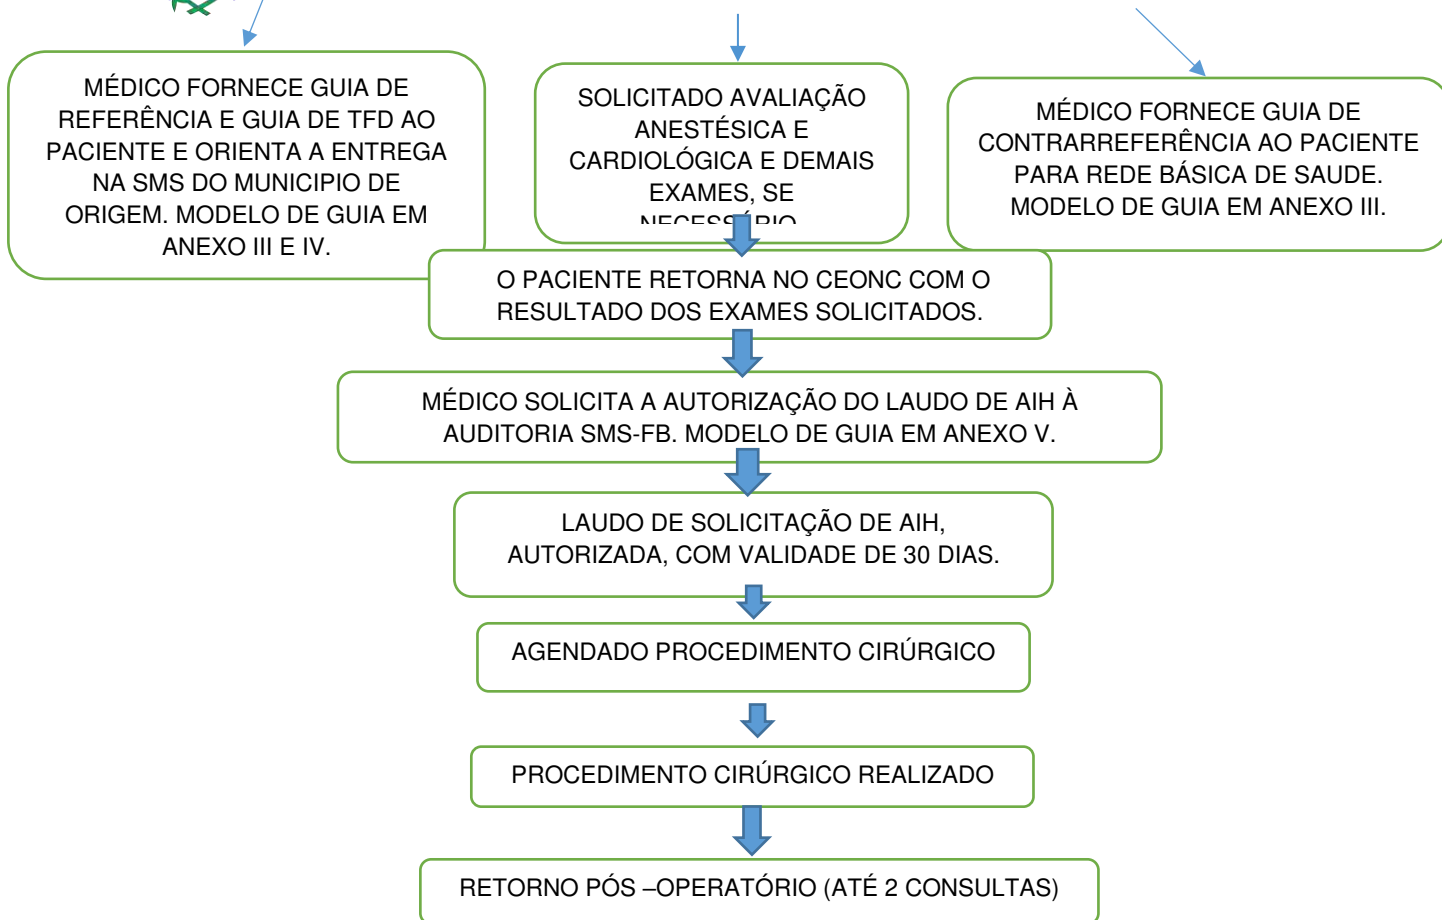 MÉDICO FORNECE GUIA DE
REFERÊNCIA E GUIA DE TFD AO
PACIENTE E ORIENTA A ENTREGA
NA SMS DO MUNICIPIO DE
ORIGEM. MODELO DE GUIA EM
ANEXO III E IV.
SOLICITADO AVALIAÇÃO
ANESTÉSICA E
CARDIOLÓGICA E DEMAIS
EXAMES, SE
NECESSÁRIO
MÉDICO FORNECE GUIA DE
CONTRARREFERÊNCIA AO PACIENTE
PARA REDE BÁSICA DE SAUDE.
MODELO DE GUIA EM ANEXO III.
O PACIENTE RETORNA NO CEONC COM O
RESULTADO DOS EXAMES SOLICITADOS.
MÉDICO SOLICITA A AUTORIZAÇÃO DO LAUDO DE AIH À
AUDITORIA SMS-FB. MODELO DE GUIA EM ANEXO V.
LAUDO DE SOLICITAÇÃO DE AIH,
AUTORIZADA, COM VALIDADE DE 30 DIAS.
AGENDADO PROCEDIMENTO CIRÚRGICO
PROCEDIMENTO CIRÚRGICO REALIZADO
RETORNO PÓS –OPERATÓRIO (ATÉ 2 CONSULTAS)